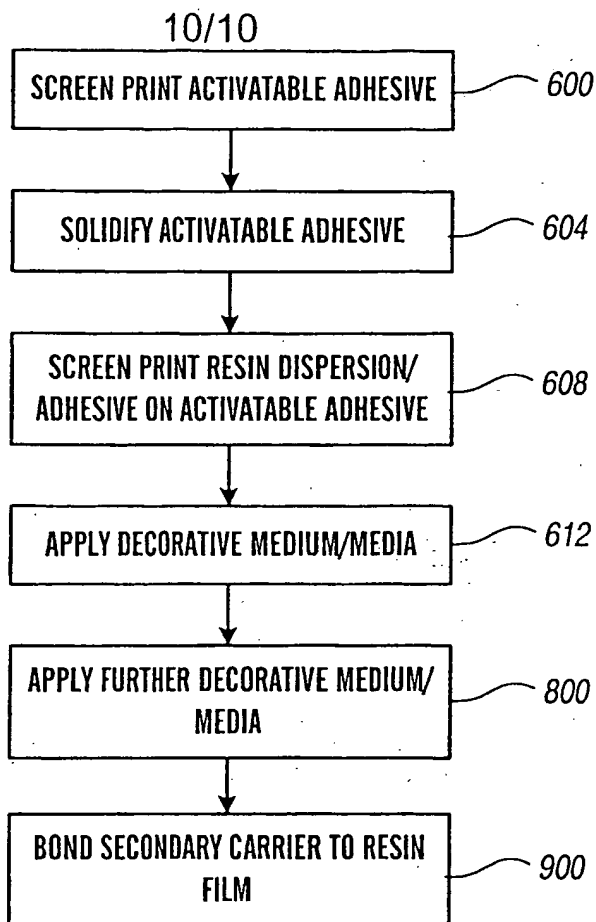 10/10
SCREEN PRINT ACTIVATABLE ADHESIVE
600
SOLIDIFY ACTIVATABLE ADHESIVE
604
SCREEN PRINT RESIN DISPERSION/
ADHESIVE ON ACTIVATABLE ADHESIVE
608
APPLY DECORATIVE MEDIUM/MEDIA
612
APPLY FURTHER DECORATIVE MEDIUM/
MEDIA
800
BOND SECONDARY CARRIER TO RESIN
FILM
900